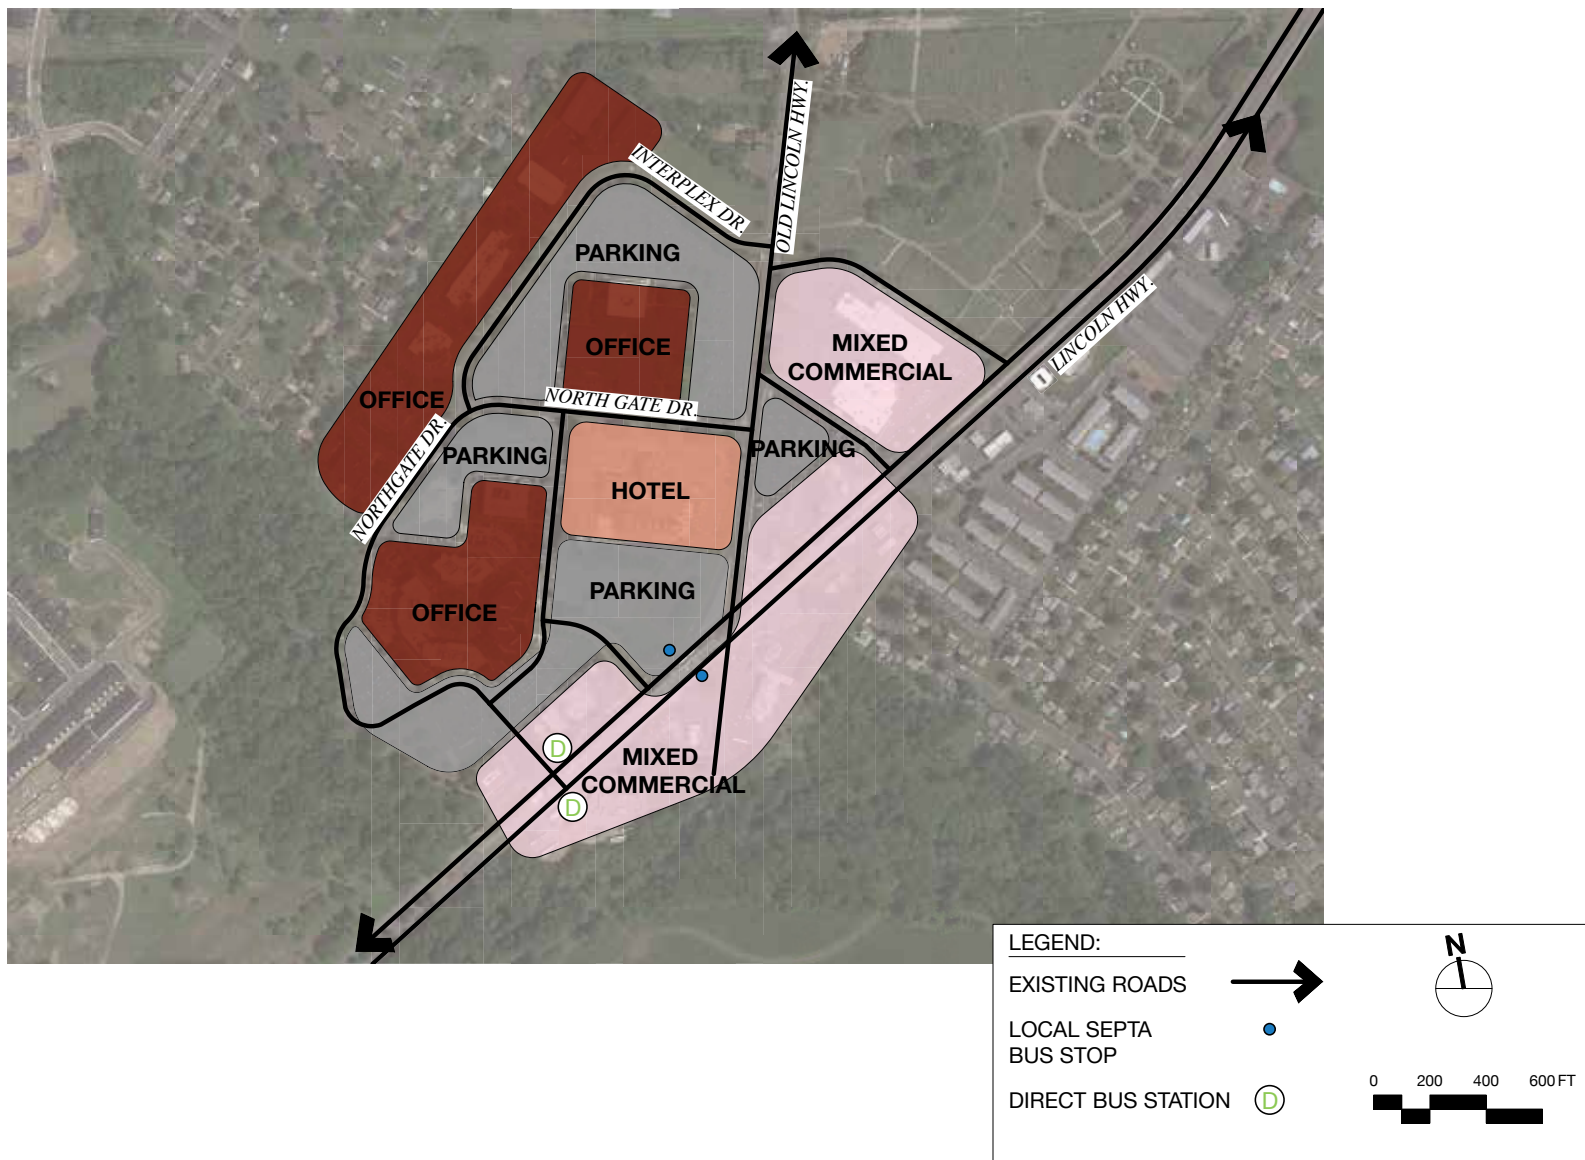 INTERPLEX DR.
OLD LINCOLN HWY.
PARKING
OFFICE
MIXED
COMMERCIAL
LINCOLN HWY.
OFFICE
NORTH GATE DR.
NORTHGATE DR.
PARKING
PARKING
HOTEL
PARKING
OFFICE
D
MIXED
COMMERCIAL
D
LEGEND:
N
EXISTING ROADS
LOCAL SEPTA
BUS STOP
0 200 400 600 FT
DIRECT BUS STATION D